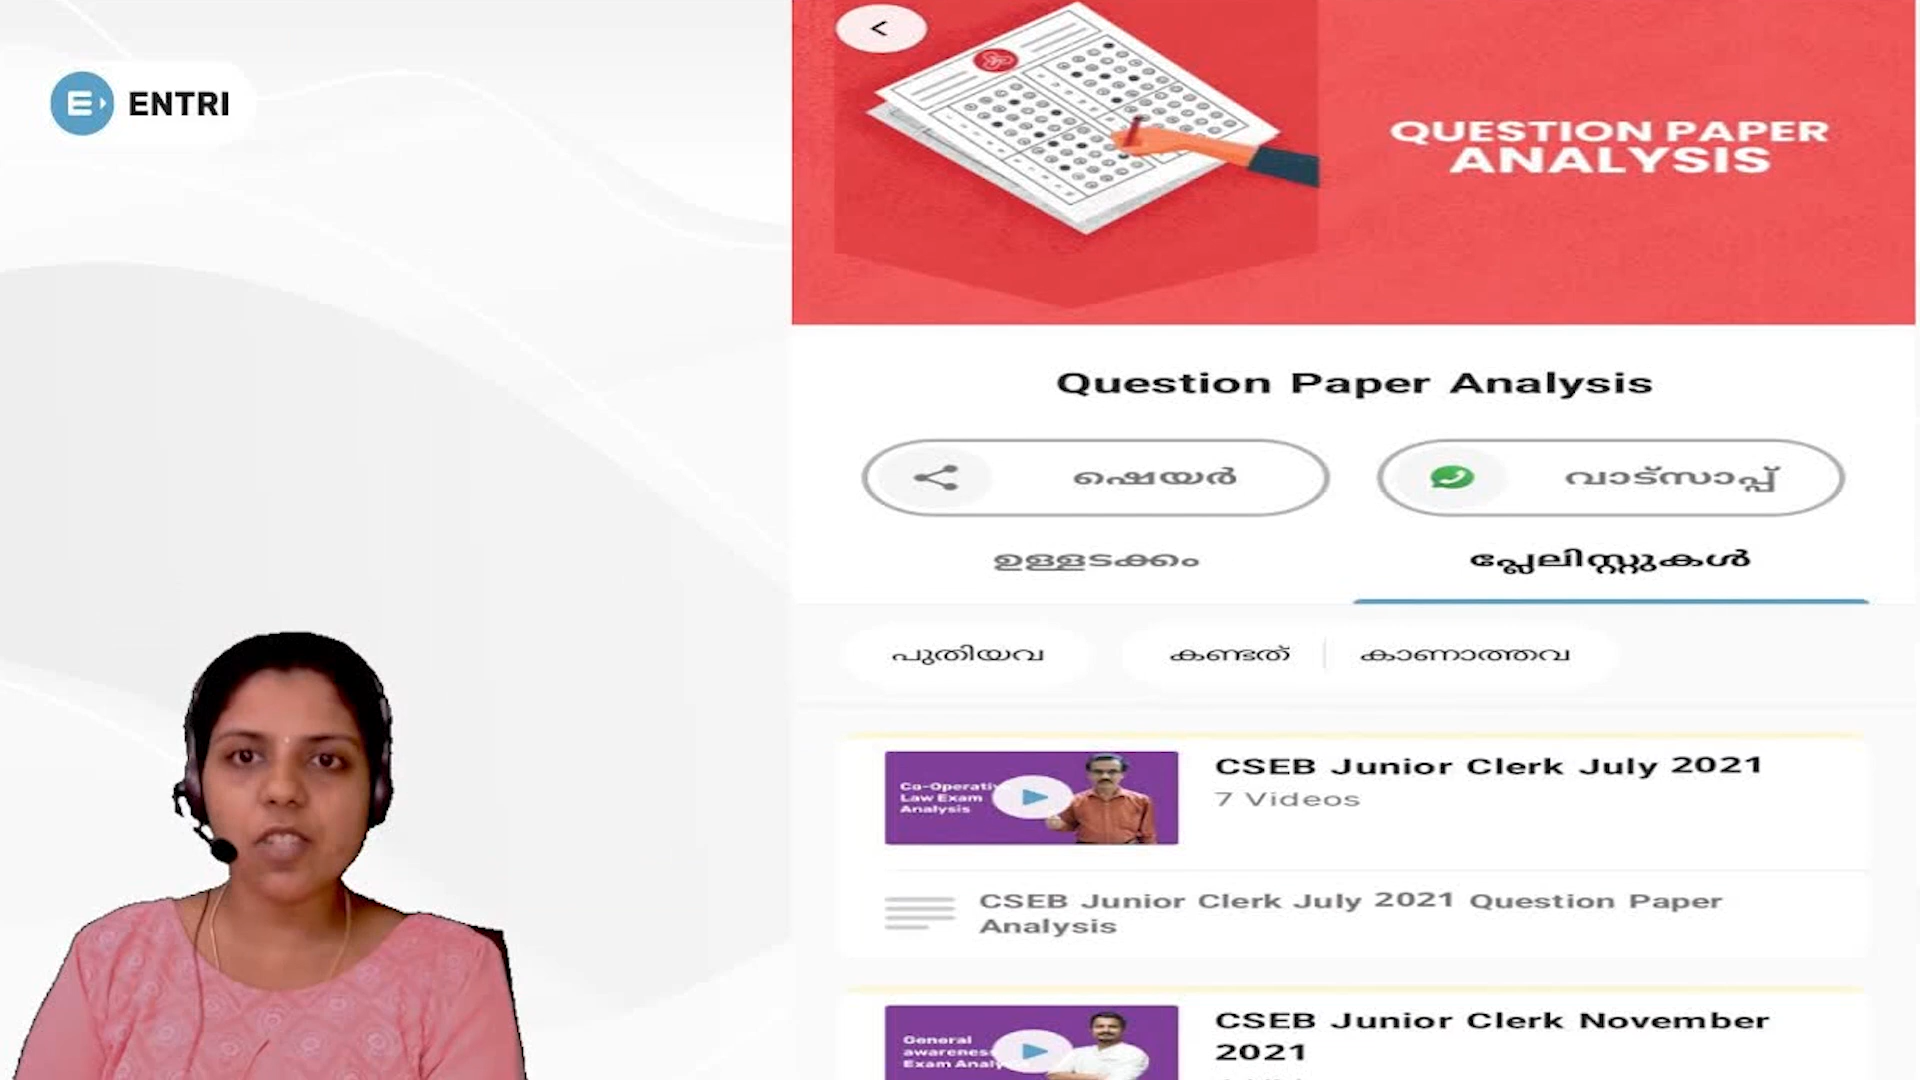 ENTRI
QUESTION PAPER
ANALYSIS
Question Paper Analysis
ഷെയർ
വാട്സാപ്പ്
ഉള്ളടക്കം
പ്ലേലിസ്റ്റുകൾ
പുതിയവ
കണ്ടത്
കാണാത്തവ
Co-Operati
Law Exam
Analysis
CSEB Junior Clerk July 2021
7 Videos
CSEB Junior Clerk July 2021 Question Paper
Analysis
General
awareness
Exam Analy
CSEB Junior Clerk November
2021